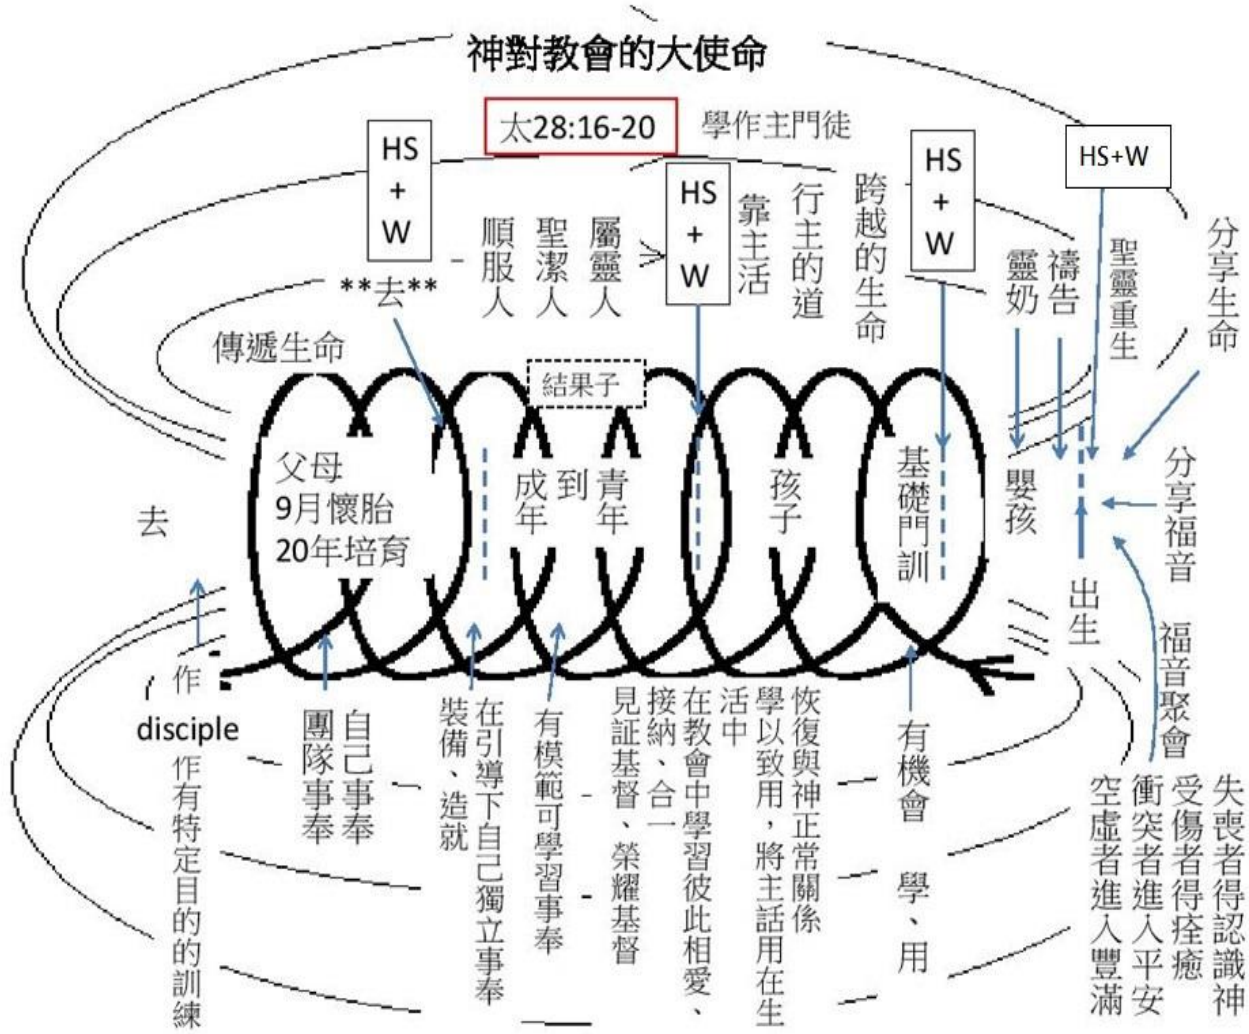 神對教會的大使命
太28:16-20
學作主門徒
HS
+
W
HS
+
W
HS
+
W
HS+W
**去**
順服人
聖潔人
屬靈人
靠主活
行主的道
跨越的生命
靈奶
禱告
聖靈重生
分享生命
傳遞生命
結果子
父母
9月懷胎
20年培育
成年
到
青年
孩子
基礎門訓
嬰孩
分享福音
去
出生
福音聚會
作
disciple
作有特定目的的訓練
團隊事奉
自己事奉
裝備、造就
在引導下自己獨立事奉
有模範可學習事奉
見証基督、榮耀基督
接納、合一
在教會中學習彼此相愛、
活中
學以致用，將主話用在生
恢復與神正常關係
有機會 學、用
空虛者進入豐滿
衝突者進入平安
受傷者得痊癒
失喪者得認識神